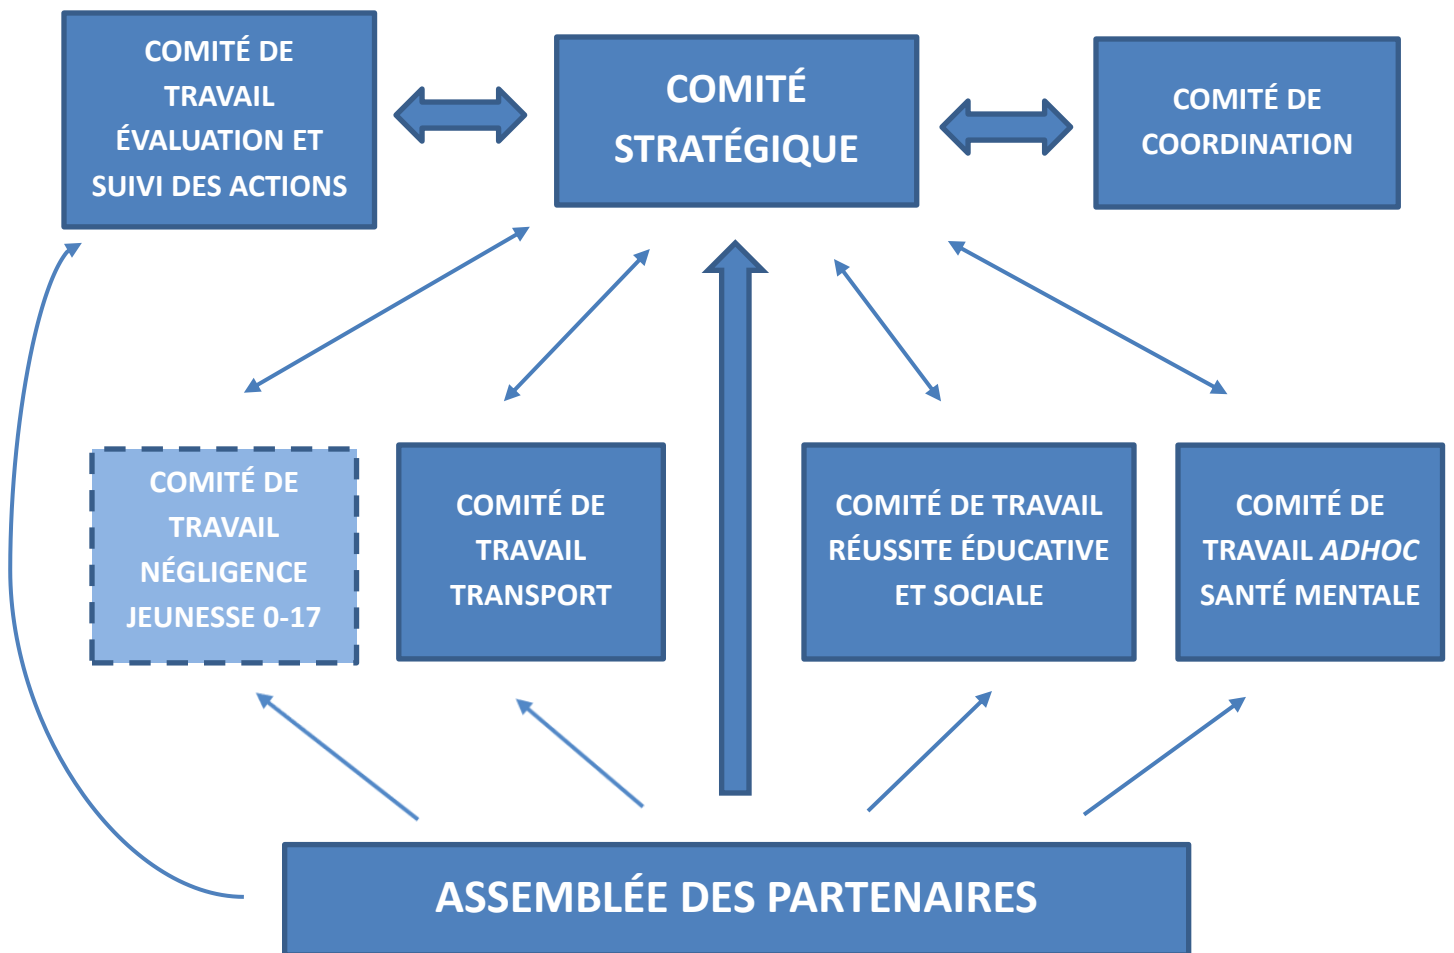 COMITÉ DE
TRAVAIL
ÉVALUATION ET
SUIVI DES ACTIONS
COMITÉ
STRATÉGIQUE
COMITÉ DE
COORDINATION
COMITÉ DE
TRAVAIL
NÉGLIGENCE
JEUNESSE 0-17
COMITÉ DE
TRAVAIL
TRANSPORT
COMITÉ DE TRAVAIL
RÉUSSITE ÉDUCATIVE
ET SOCIALE
COMITÉ DE
TRAVAIL ADHOC
SANTÉ MENTALE
ASSEMBLÉE DES PARTENAIRES